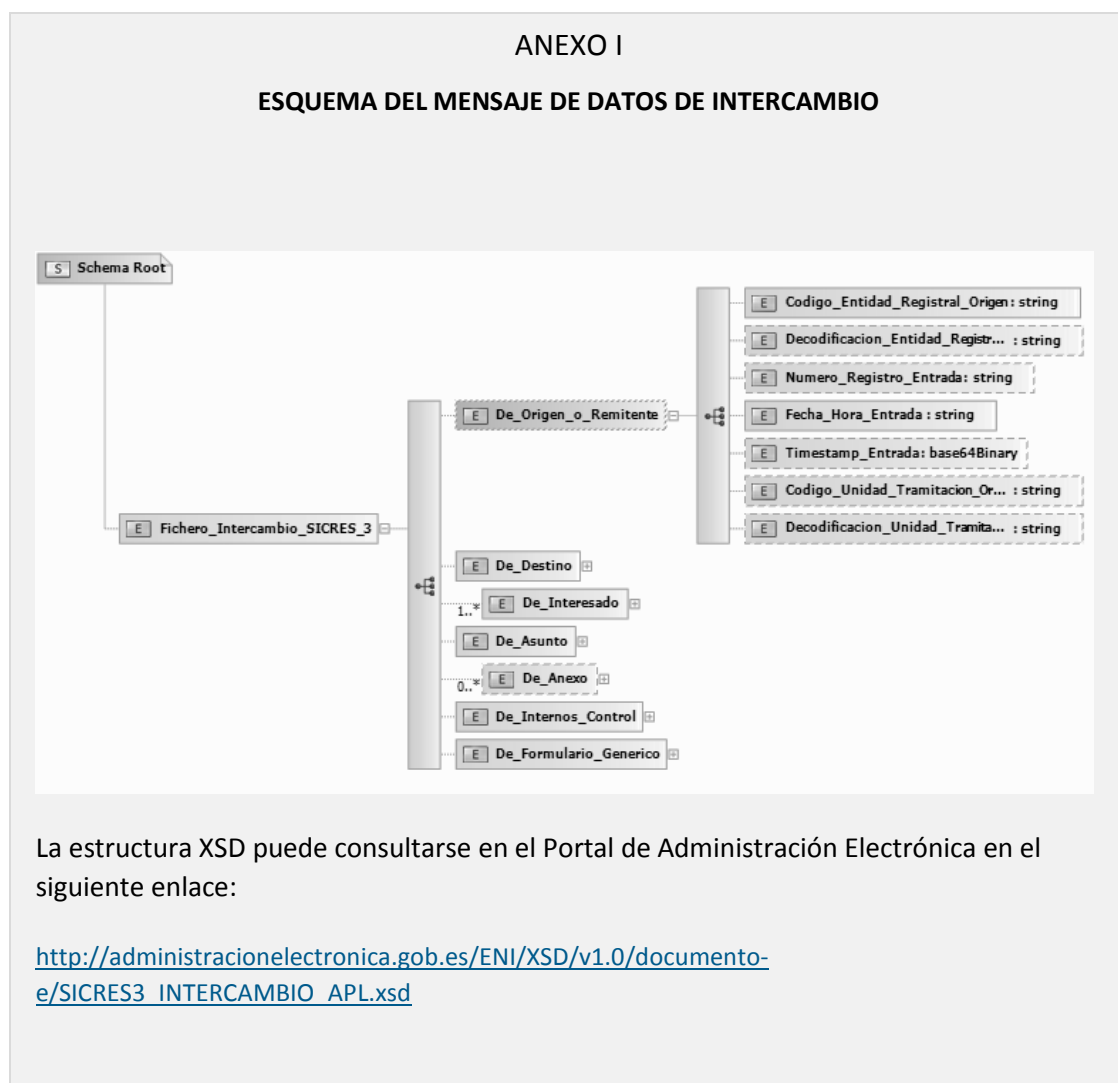 ANEXO I
ESQUEMA DEL MENSAJE DE DATOS DE INTERCAMBIO
S Schema Root
E Fichero_Intercambio_SICRES_3
E De_Origen_o_Remitente
E Codigo_Entidad_Registral_Origen: string
E Decodificacion_Entidad_Registr... : string
E Numero_Registro_Entrada: string
E Fecha_Hora_Entrada : string
E Timestamp_Entrada: base64Binary
E Codigo_Unidad_Tramitacion_Or... : string
E Decodificacion_Unidad_Tramita... : string
E De_Destino
1..* E De_Interesado
E De_Asunto
0..* E De_Anexo
E De_Internos_Control
E De_Formulario_Generico
La estructura XSD puede consultarse en el Portal de Administración Electrónica en el
siguiente enlace:
http://administracionelectronica.gob.es/ENI/XSD/v1.0/documento-
e/SICRES3_INTERCAMBIO_APL.xsd